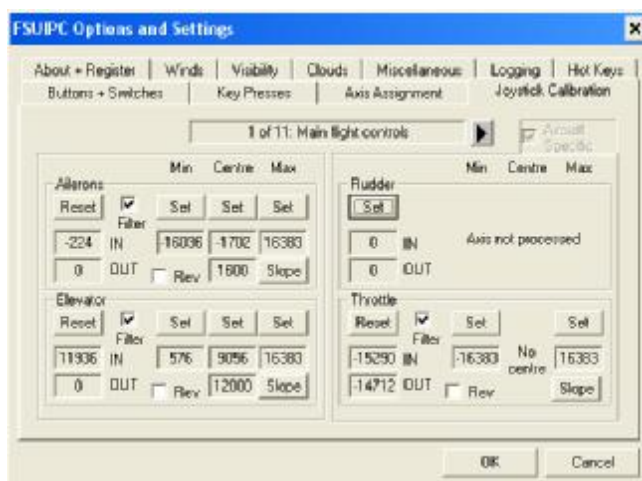 FSUIPC Options and Settings
About + Register | Winds | Visibility | Clouds | Miscellaneous | Logging | Hot Keys
Buttons + Switches | Key Presses | Axis Assignment | Joystick Calibration
1 of 11: Main flight controls
Aircraft Specific
Ailerons
Min Centre Max
Reset Filter Set Set Set
-224 IN -16036 -1702 16383
0 OUT Rev 1600 Slope
Rudder
Min Centre Max
Set
0 IN Axis not processed
0 OUT
Elevator
Reset Filter Set Set Set
11936 IN 576 9056 16383
0 OUT Rev 12000 Slope
Throttle
Reset Filter Set Set
-15290 IN -16383 No centre 16383
-14712 OUT Rev Slope
OK Cancel